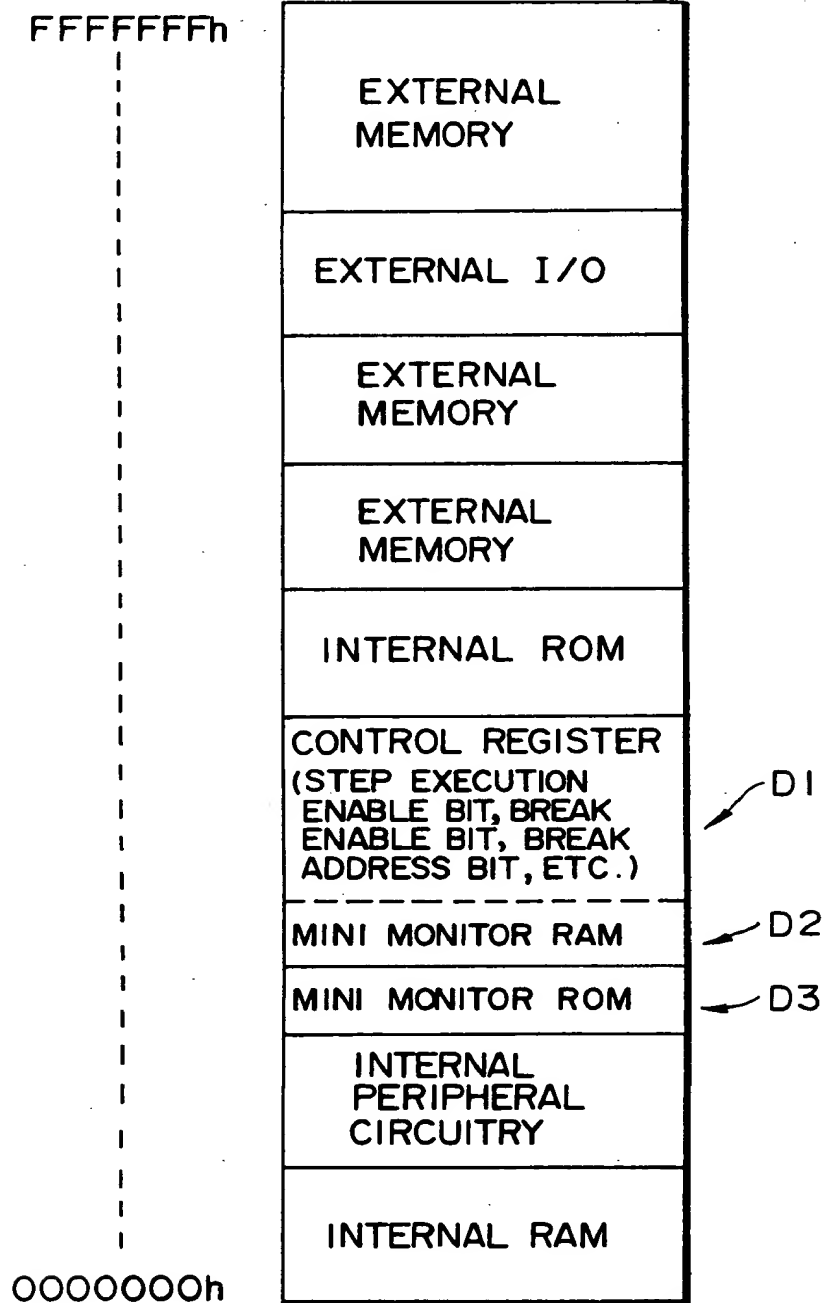 FFFFFFFh
EXTERNAL
MEMORY
EXTERNAL I/O
EXTERNAL
MEMORY
EXTERNAL
MEMORY
INTERNAL ROM
CONTROL REGISTER
(STEP EXECUTION
ENABLE BIT, BREAK
ENABLE BIT, BREAK
ADDRESS BIT, ETC.)
D1
MINI MONITOR RAM
D2
MINI MONITOR ROM
D3
INTERNAL
PERIPHERAL
CIRCUITRY
INTERNAL RAM
0000000h